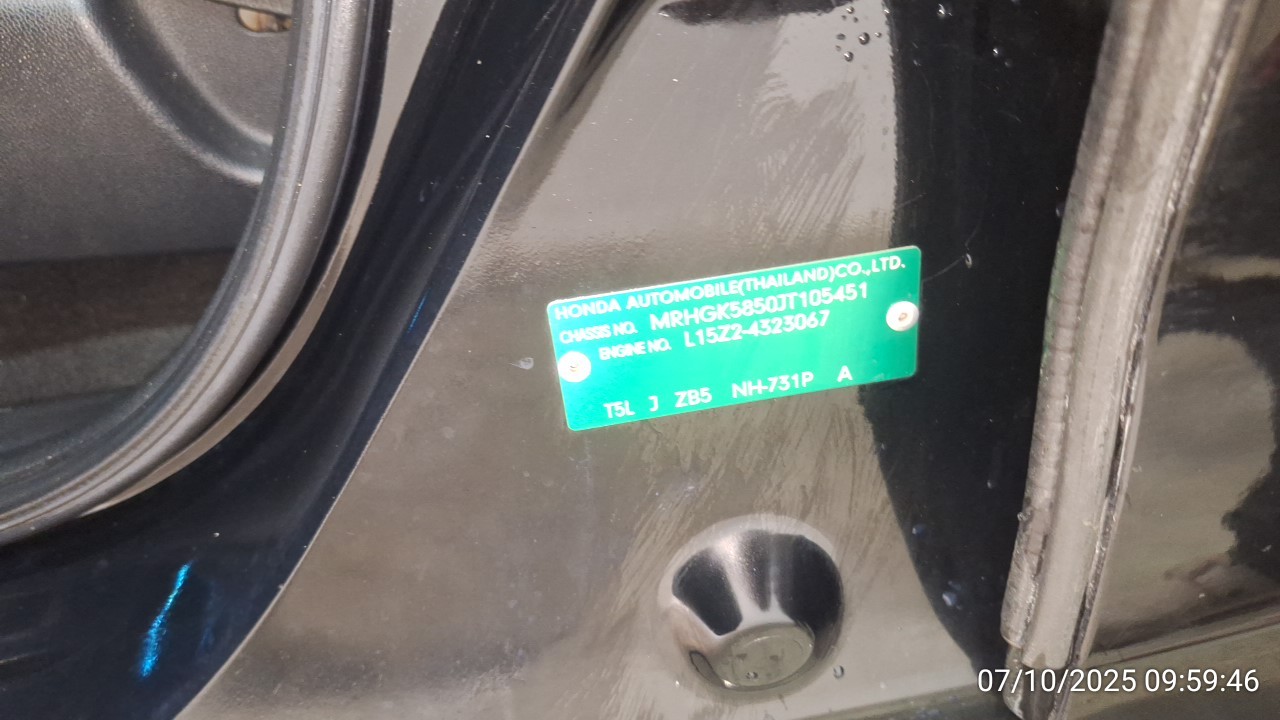 HONDA AUTOMOBILE(THAILAND)CO.,LTD.
CHASSIS NO. MRHGK5850JT105451
ENGINE NO. L15Z2-4323067
T5L J ZB5 NH-731P A
07/10/2025 09:59:46